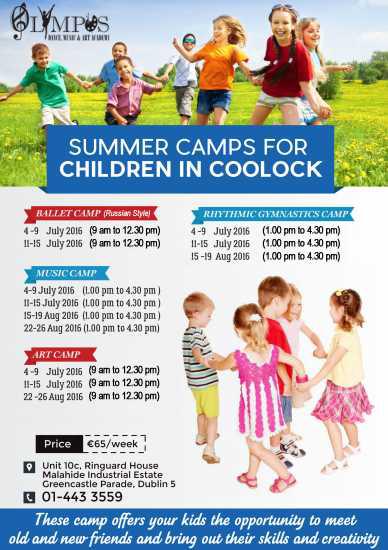 OLYMPUS
DANCE, MUSIC & ART ACADEMY
SUMMER CAMPS FOR
CHILDREN IN COOLOCK
BALLET CAMP (Russian Style)
4 -9 July 2016 (9 am to 12.30 pm)
11-15 July 2016 (9 am to 12.30 pm)
RHYTHMIC GYMNASTICS CAMP
4 -9 July 2016 (1.00 pm to 4.30 pm)
11-15 July 2016 (1.00 pm to 4.30 pm)
15 -19 Aug 2016 (1.00 pm to 4.30 pm)
MUSIC CAMP
4-9 July 2016 (1.00 pm to 4.30 pm )
11-15 July 2016 (1.00 pm to 4.30 pm )
15-19 Aug 2016 (1.00 pm to 4.30 pm )
22-26 Aug 2016 (1.00 pm to 4.30 pm)
ART CAMP
4 -9 July 2016 (9 am to 12.30 pm)
11-15 July 2016 (9 am to 12.30 pm)
22 -26 Aug 2016 (9 am to 12.30 pm)
Price €65/week
Unit 10c, Ringuard House
Malahide Industrial Estate
Greencastle Parade, Dublin 5
01-443 3559
These camp offers your kids the opportunity to meet
old and new friends and bring out their skills and creativity